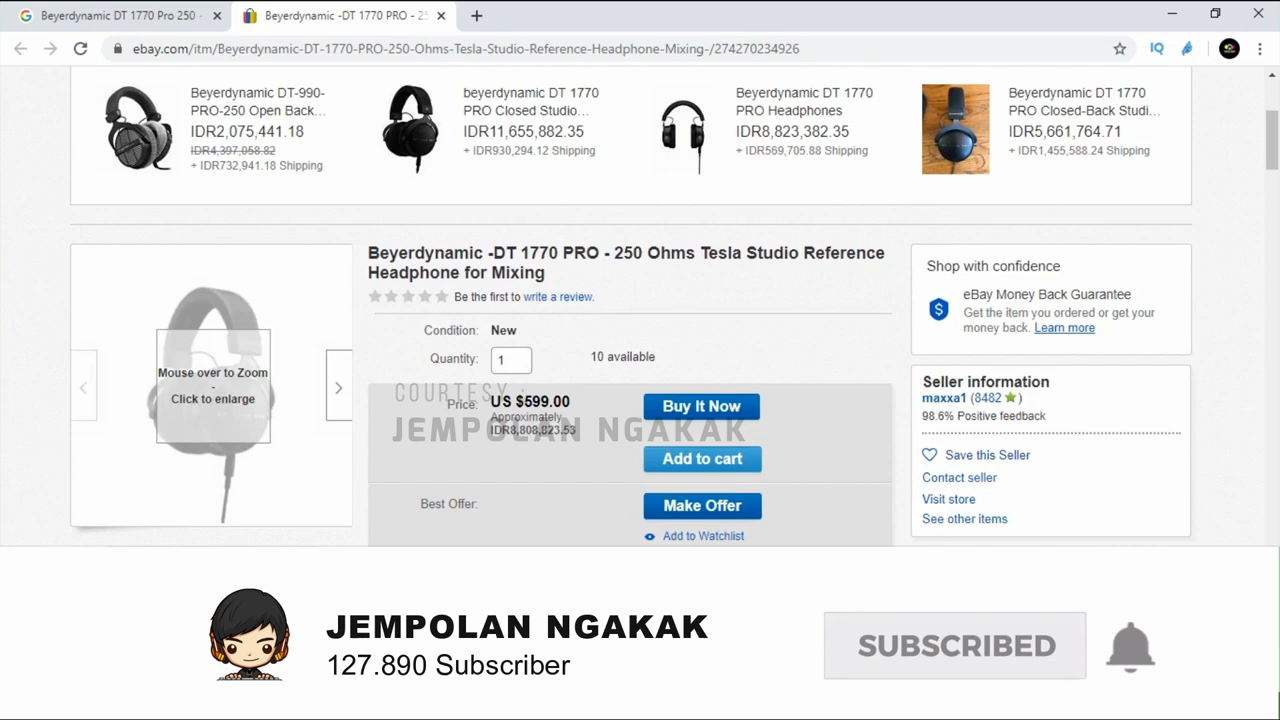 Beyerdynamic DT 1770 Pro 250 -
Beyerdynamic -DT 1770 PRO - 25
ebay.com/itm/Beyerdynamic-DT-1770-PRO-250-Ohms-Tesla-Studio-Reference-Headphone-Mixing-/274270234926
IQ
Beyerdynamic DT-990-
PRO-250 Open Back...
IDR2,075,441.18
IDR4,397,058.82
+ IDR732,941.18 Shipping
beyerdynamic DT 1770
PRO Closed Studio...
IDR11,655,882.35
+ IDR930,294.12 Shipping
Beyerdynamic DT 1770
PRO Headphones
IDR8,823,382.35
+ IDR569,705.88 Shipping
Beyerdynamic DT 1770
PRO Closed-Back Studi...
IDR5,661,764.71
+ IDR1,455,588.24 Shipping
Mouse over to Zoom
-
Click to enlarge
Beyerdynamic -DT 1770 PRO - 250 Ohms Tesla Studio Reference
Headphone for Mixing
Be the first to write a review.
Condition: New
Quantity: 1 10 available
Price: US $599.00
Approximately
IDR8,808,823.53
Buy It Now
Add to cart
Best Offer:
Make Offer
Add to Watchlist
COURTESY :
JEMPOLAN NGAKAK
Shop with confidence
eBay Money Back Guarantee
Get the item you ordered or get your
money back. Learn more
Seller information
maxxa1 (8482 )
98.6% Positive feedback
Save this Seller
Contact seller
Visit store
See other items
JEMPOLAN NGAKAK
127.890 Subscriber
SUBSCRIBED